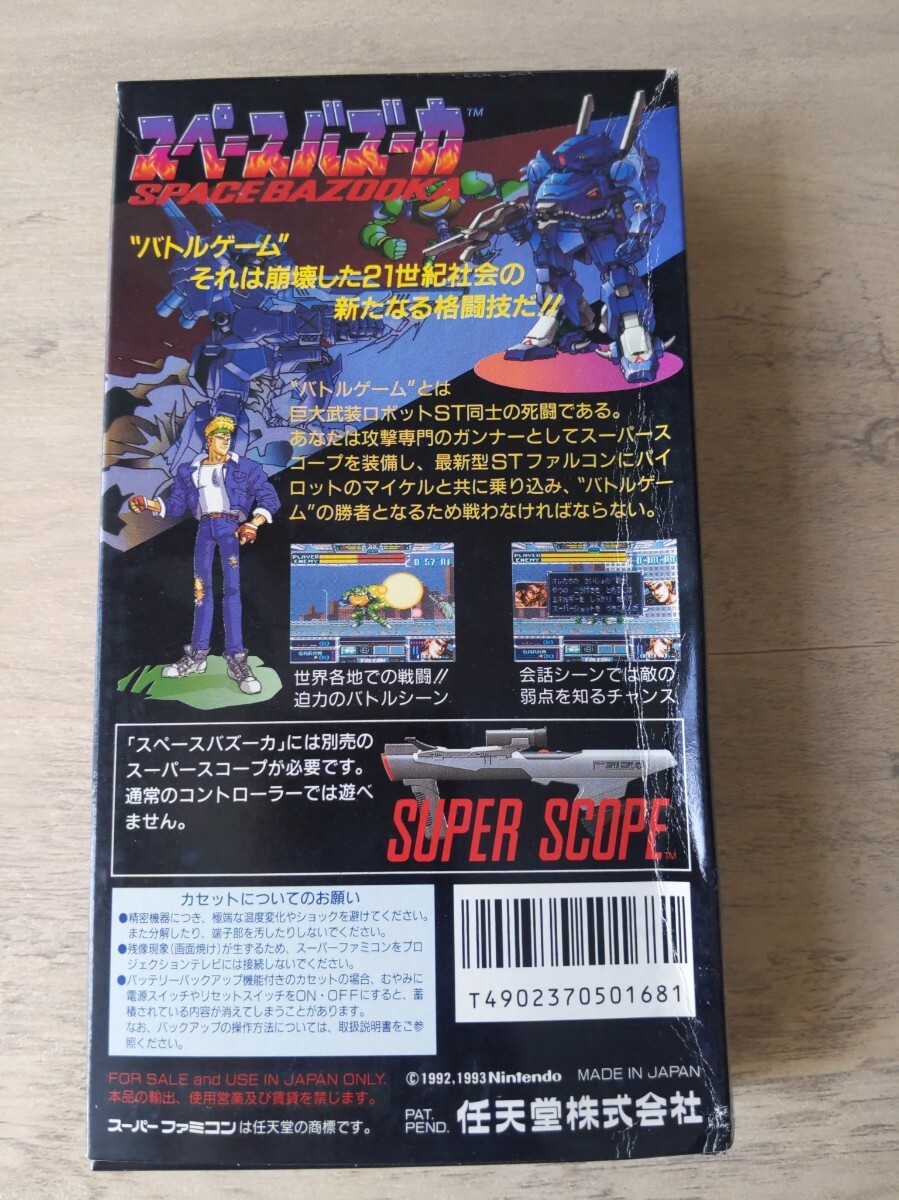 スペースバズーカ™
SPACE BAZOOKA
"バトルゲーム"
それは崩壊した21世紀社会の
新たなる格闘技だ!!
"バトルゲーム"とは
巨大武装ロボットST同士の死闘である。
あなたは攻撃専門のガンナーとしてスーパース
コープを装備し、最新型STファルコンにパイ
ロットのマイケルと共に乗り込み、"バトルゲー
ム"の勝者となるため戦わなければならない。
PLAYER
ENEMY
0'57 01
世界各地での戦闘!!
迫力のバトルシーン
PLAYER
ENEMY
会話シーンでは敵の
弱点を知るチャンス
「スペースバズーカ」には別売の
スーパースコープが必要です。
通常のコントローラーでは遊べ
ません。
SUPER SCOPE™
カセットについてのお願い
●精密機器につき、極端な温度変化やショックを避けてください。
また分解したり、端子部を汚したりしないでください。
●残像現象(画面焼け)が生ずるため、スーパーファミコンをプロ
ジェクションテレビには接続しないでください。
●バッテリーバックアップ機能付きのカセットの場合、むやみに
電源スイッチやリセットスイッチをON・OFFにすると、蓄
積されている内容が消えてしまうことがあります。
なお、バックアップの操作方法については、取扱説明書をご参
照ください。
T4902370501681
FOR SALE and USE IN JAPAN ONLY.
本品の輸出、使用営業及び賃貸を禁じます。
スーパーファミコンは任天堂の商標です。
©1992,1993 Nintendo MADE IN JAPAN
PAT. PEND. 任天堂株式会社